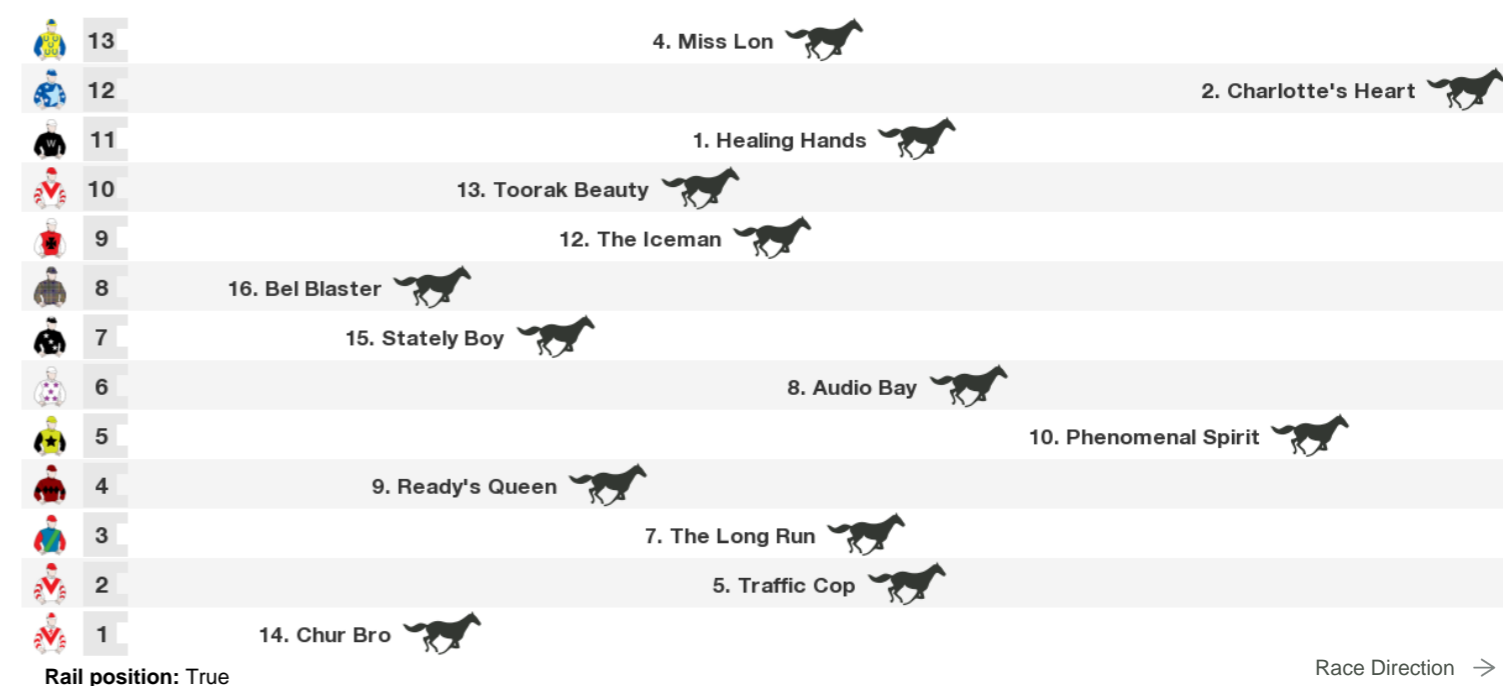 13 4. Miss Lon
12 2. Charlotte's Heart
W 11 1. Healing Hands
10 13. Toorak Beauty
9 12. The Iceman
8 16. Bel Blaster
7 15. Stately Boy
6 8. Audio Bay
5 10. Phenomenal Spirit
4 9. Ready's Queen
3 7. The Long Run
2 5. Traffic Cop
1 14. Chur Bro
Rail position: True
Race Direction →